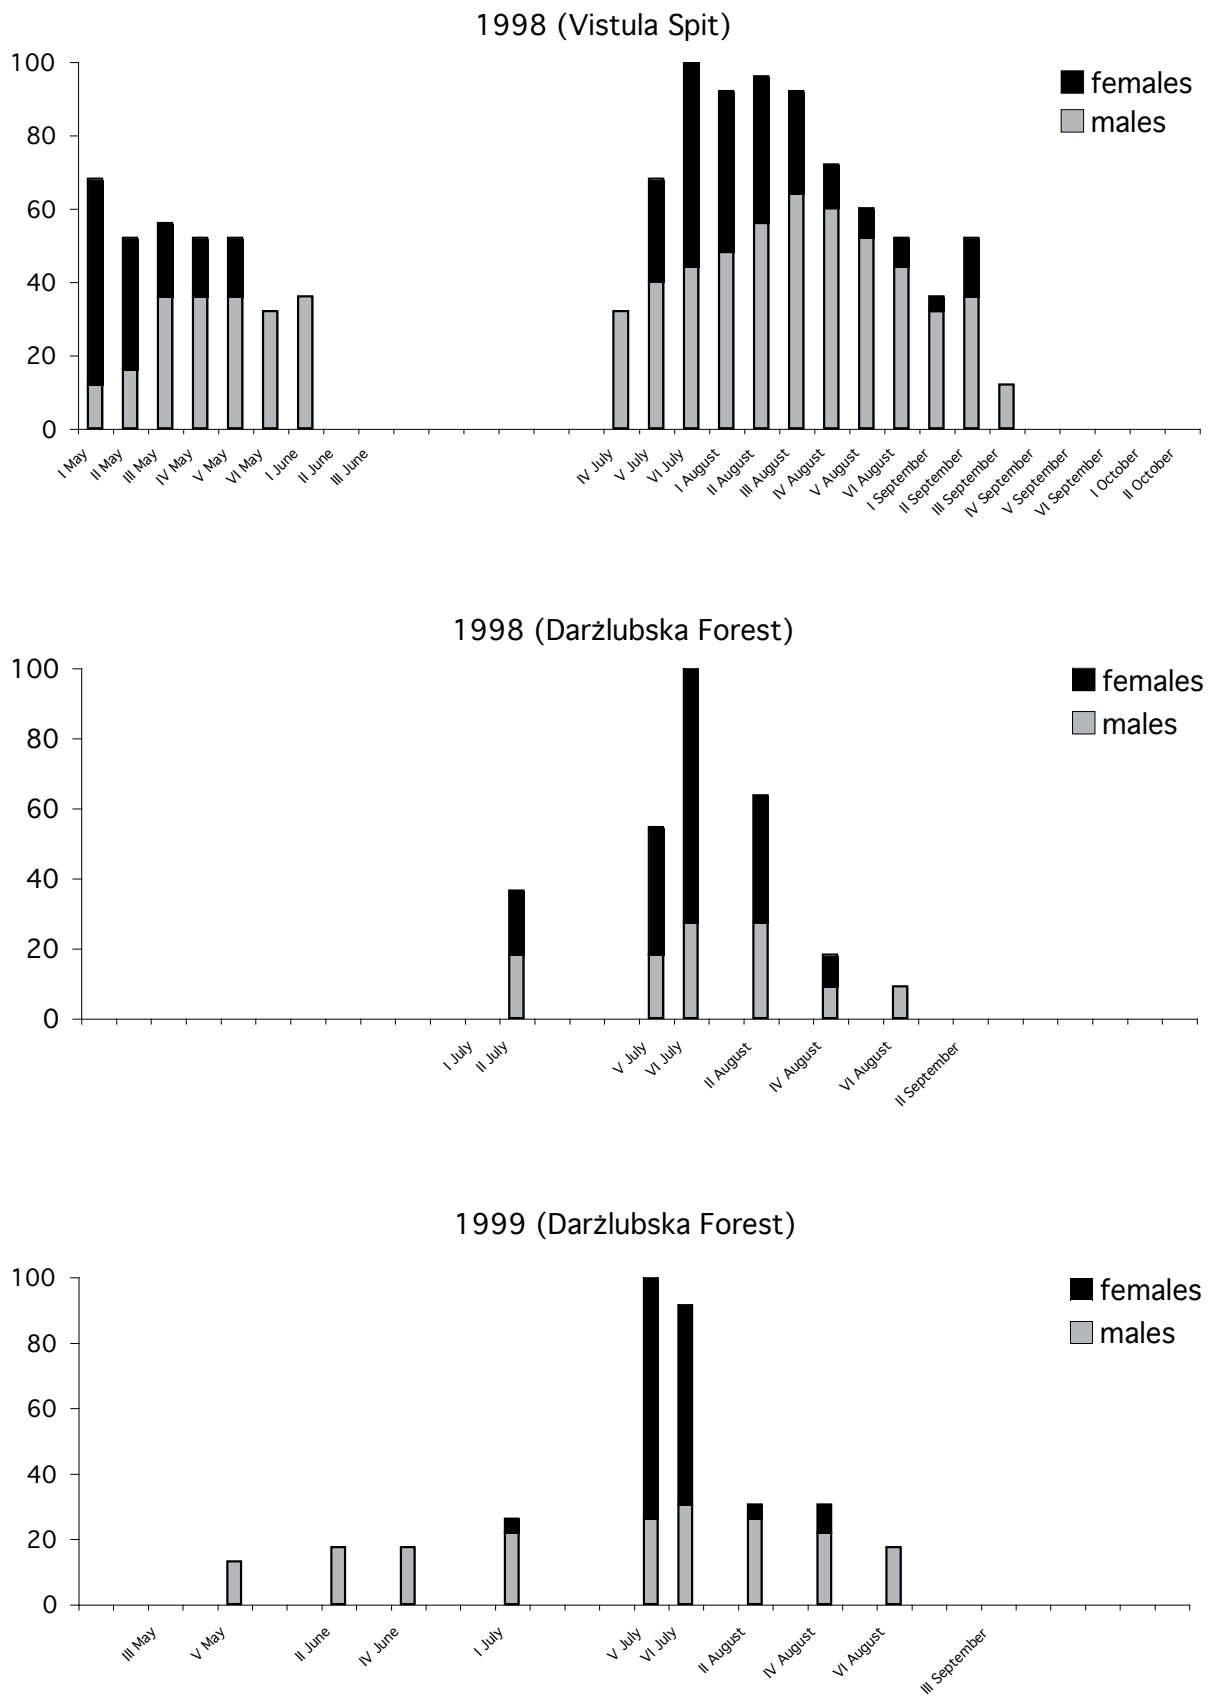 1998 (Vistula Spit)
100
80
60
40
20
0
females
males
I May
II May
III May
IV May
V May
VI May
I June
II June
III June
IV July
V July
VI July
I August
II August
III August
IV August
V August
VI August
I September
II September
III September
IV September
V September
VI September
I October
II October
1998 (Darżlubska Forest)
100
80
60
40
20
0
females
males
I July
II July
V July
VI July
II August
IV August
VI August
II September
1999 (Darżlubska Forest)
100
80
60
40
20
0
females
males
III May
V May
II June
IV June
I July
V July
VI July
II August
IV August
VI August
III September